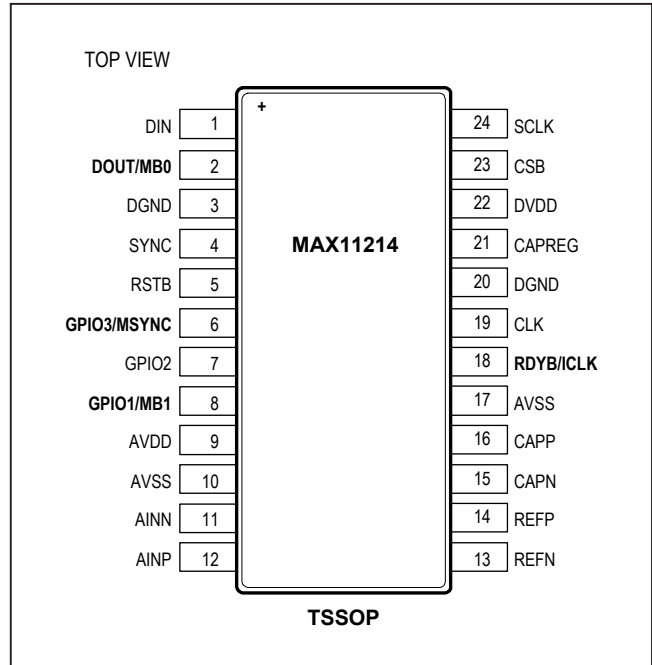 TOP VIEW
+
DIN 1 24 SCLK
DOUT/MB0 2 23 CSB
DGND 3 22 DVDD
SYNC 4 MAX11214 21 CAPREG
RSTB 5 20 DGND
GPIO3/MSYNC 6 19 CLK
GPIO2 7 18 RDYB/ICLK
GPIO1/MB1 8 17 AVSS
AVDD 9 16 CAPP
AVSS 10 15 CAPN
AINN 11 14 REFP
AINP 12 13 REFN
TSSOP